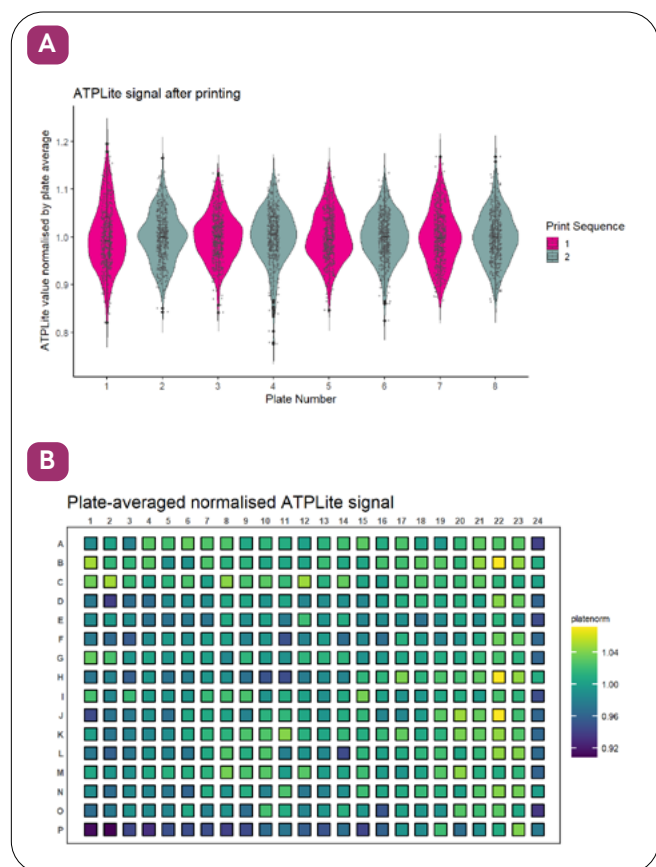 A
ATPLite signal after printing
ATPLite value normalised by plate average
1.2
1.1
1.0
0.9
0.8
1 2 3 4 5 6 7 8
Plate Number
Print Sequence
1
2
B
Plate-averaged normalised ATPLite signal
1 2 3 4 5 6 7 8 9 10 11 12 13 14 15 16 17 18 19 20 21 22 23 24
A
B
C
D
E
F
G
H
I
J
K
L
M
N
O
P
platenorm
1.04
1.00
0.96
0.92